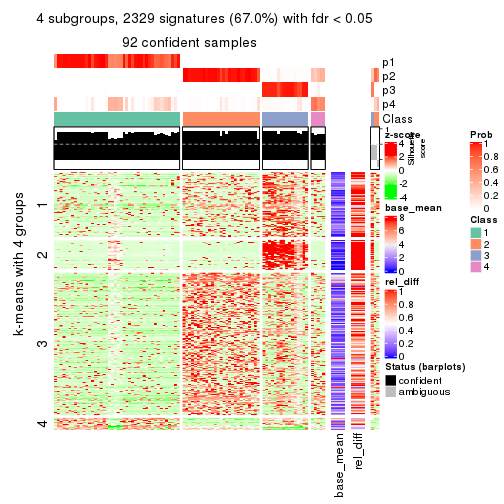 4 subgroups, 2329 signatures (67.0%) with fdr < 0.05
92 confident samples
p1
p2
p3
p4
Class
1
0
Silhouette
score
k-means with 4 groups
1
2
3
4
base_mean
rel_diff
z-score
4
2
0
-2
-4
base_mean
8
6
4
2
0
rel_diff
1
0.8
0.6
0.4
0.2
0
Status (barplots)
confident
ambiguous
Prob
1
0.8
0.6
0.4
0.2
0
Class
1
2
3
4